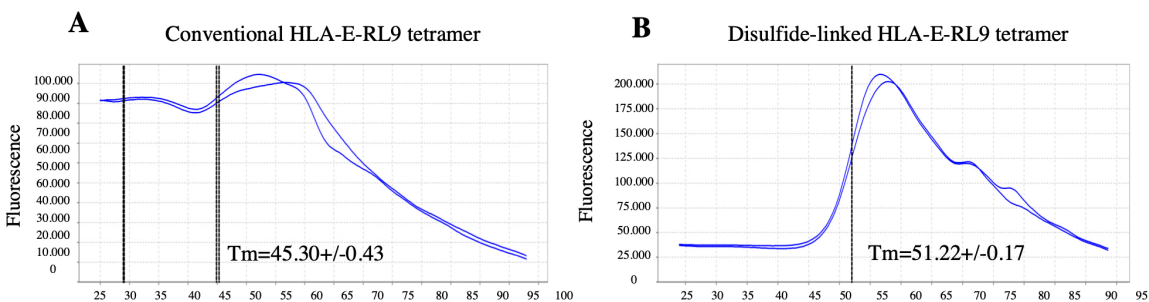 A
Conventional HLA-E-RL9 tetramer
Fluorescence
100.000
90.000
80.000
70.000
60.000
50.000
40.000
30.000
20.000
10.000
0
Tm=45.30+/-0.43
25 30 35 45 50 55 60 65 70 75 80 85 90 95 100
B
Disulfide-linked HLA-E-RL9 tetramer
Fluorescence
200.000
175.000
150.000
125.000
100.000
75.000
50.000
25.000
0
Tm=51.22+/-0.17
25 30 35 40 45 50 55 60 65 70 75 80 85 90 95